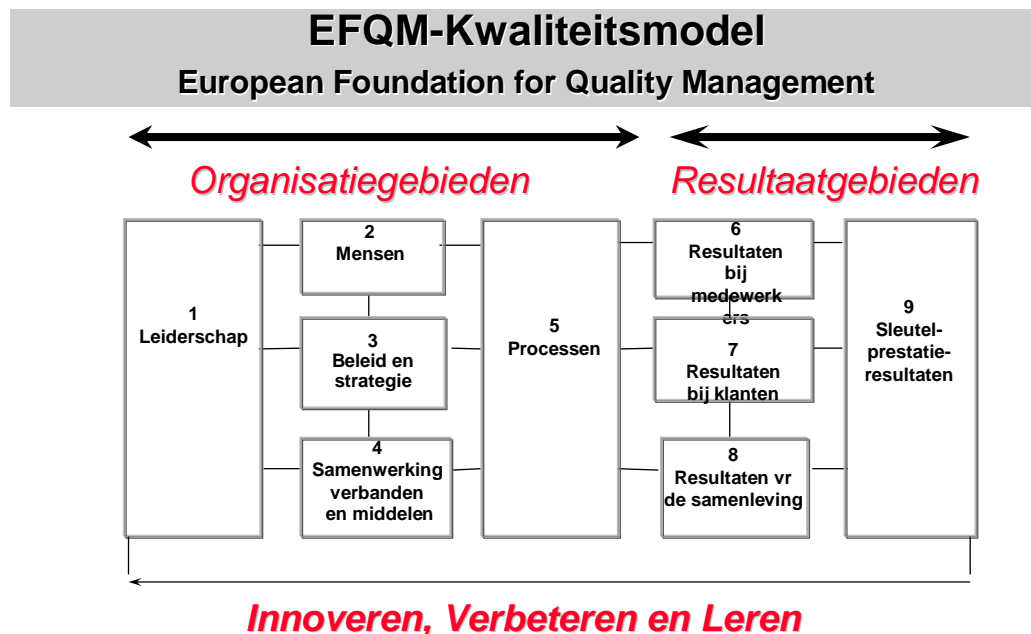 EFQM-Kwaliteitsmodel
European Foundation for Quality Management
Organisatiegebieden
Resultaatgebieden
1
Leiderschap
2
Mensen
3
Beleid en
strategie
4
Samenwerking
verbanden
en middelen
5
Processen
6
Resultaten
bij
medewerk
ers
7
Resultaten
bij klanten
8
Resultaten vr
de samenleving
9
Sleutel-
prestatie-
resultaten
Innoveren, Verbeteren en Leren